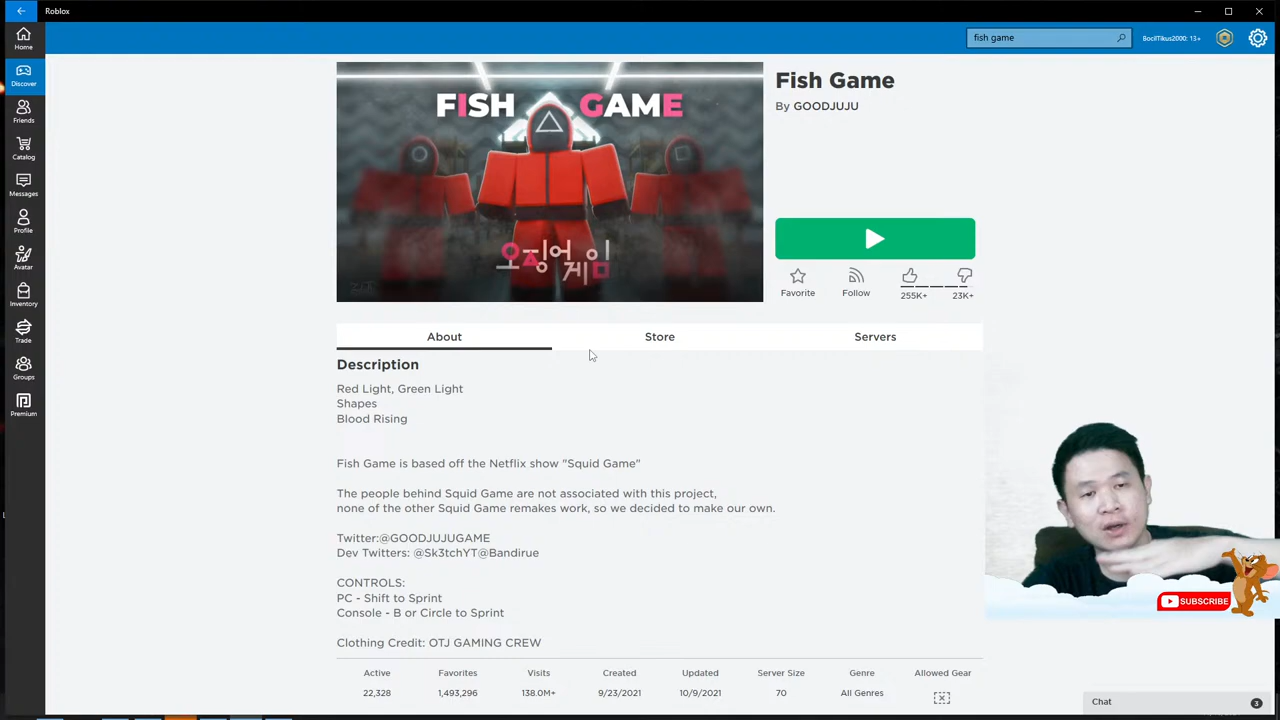 Roblox
Home
fish game
BocilTikus2000: 13+
Discover
Friends
Catalog
Messages
Profile
Avatar
Inventory
Trade
Groups
Premium
FISH GAME
오징어
게임
Fish Game
By GOODJUJU
Favorite
Follow
255K+
23K+
About
Store
Servers
Description
Red Light, Green Light
Shapes
Blood Rising
Fish Game is based off the Netflix show "Squid Game"
The people behind Squid Game are not associated with this project,
none of the other Squid Game remakes work, so we decided to make our own.
Twitter:@GOODJUJUGAME
Dev Twitters: @Sk3tchYT@Bandirue
CONTROLS:
PC - Shift to Sprint
Console - B or Circle to Sprint
Clothing Credit: OTJ GAMING CREW
SUBSCRIBE
Active Favorites Visits Created Updated Server Size Genre Allowed Gear
22,328 1,493,296 138.0M+ 9/23/2021 10/9/2021 70 All Genres
Chat 3